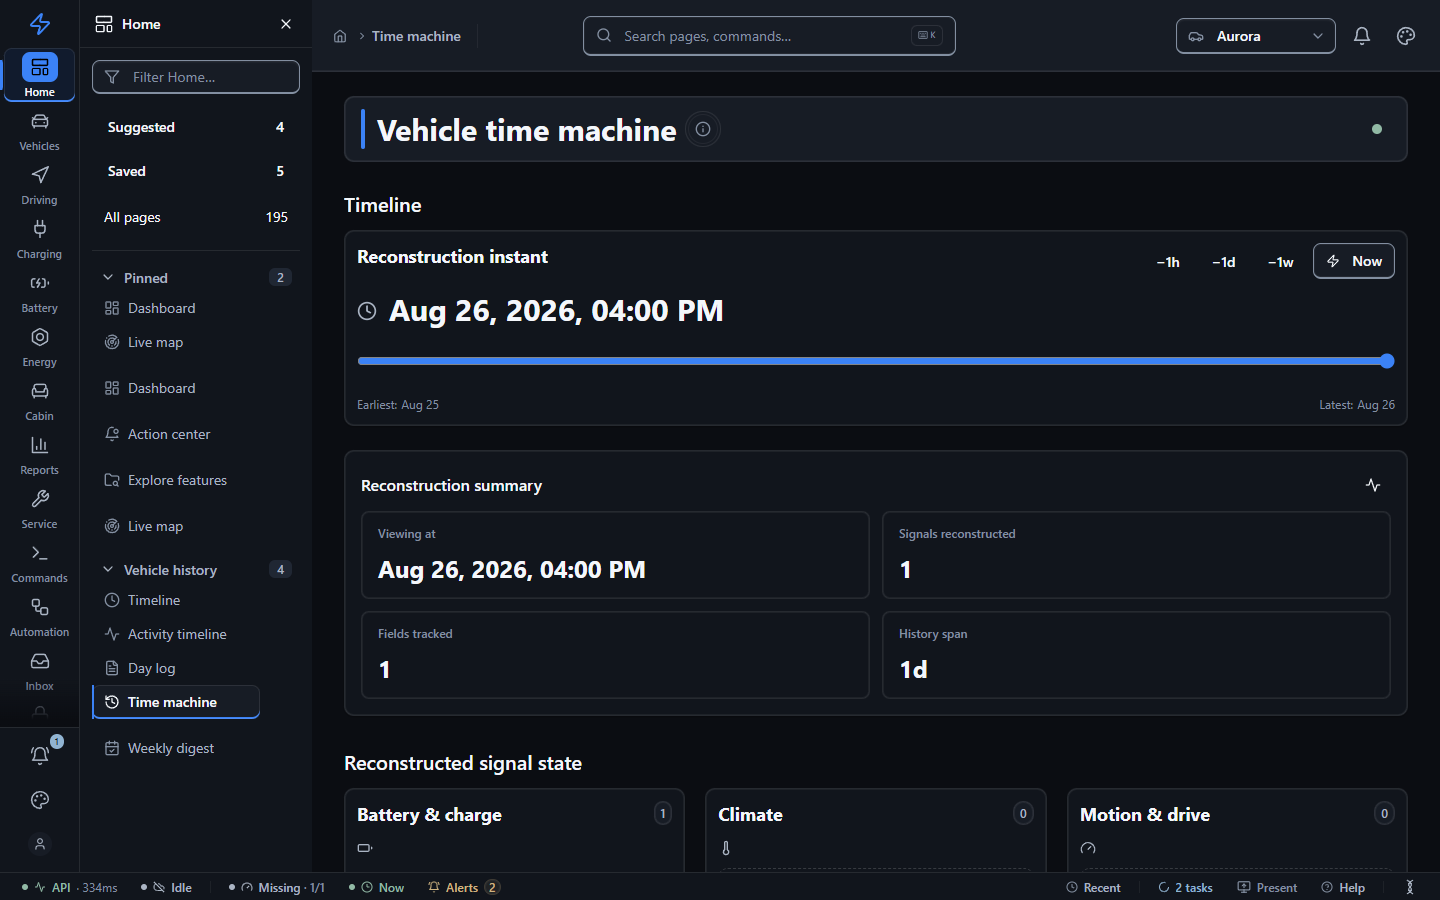 Home
Time machine
Search pages, commands...
K
Aurora
Home
Vehicles
Driving
Charging
Battery
Energy
Cabin
Reports
Service
Commands
Automation
Inbox
1
Filter Home...
Suggested 4
Saved 5
All pages 195
Pinned 2
Dashboard
Live map
Dashboard
Action center
Explore features
Live map
Vehicle history 4
Timeline
Activity timeline
Day log
Time machine
Weekly digest
Vehicle time machine
Timeline
Reconstruction instant
−1h −1d −1w Now
Aug 26, 2026, 04:00 PM
Earliest: Aug 25 Latest: Aug 26
Reconstruction summary
Viewing at
Aug 26, 2026, 04:00 PM
Signals reconstructed
1
Fields tracked
1
History span
1d
Reconstructed signal state
Battery & charge 1
Climate 0
Motion & drive 0
API · 334ms Idle Missing · 1/1 Now Alerts 2 Recent 2 tasks Present Help